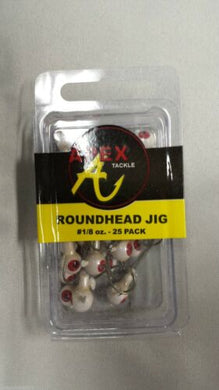 APEX
TACKLE
ROUNDHEAD JIG
#1/8 oz. - 25 PACK